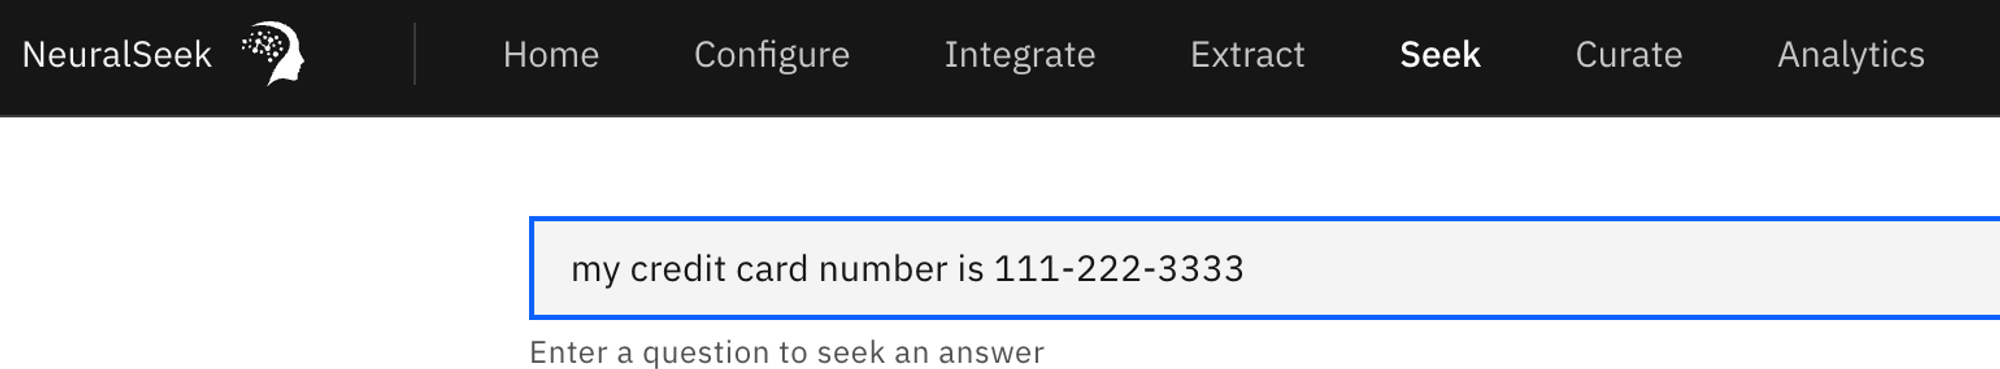 NeuralSeek Home Configure Integrate Extract Seek Curate Analytics
my credit card number is 111-222-3333
Enter a question to seek an answer